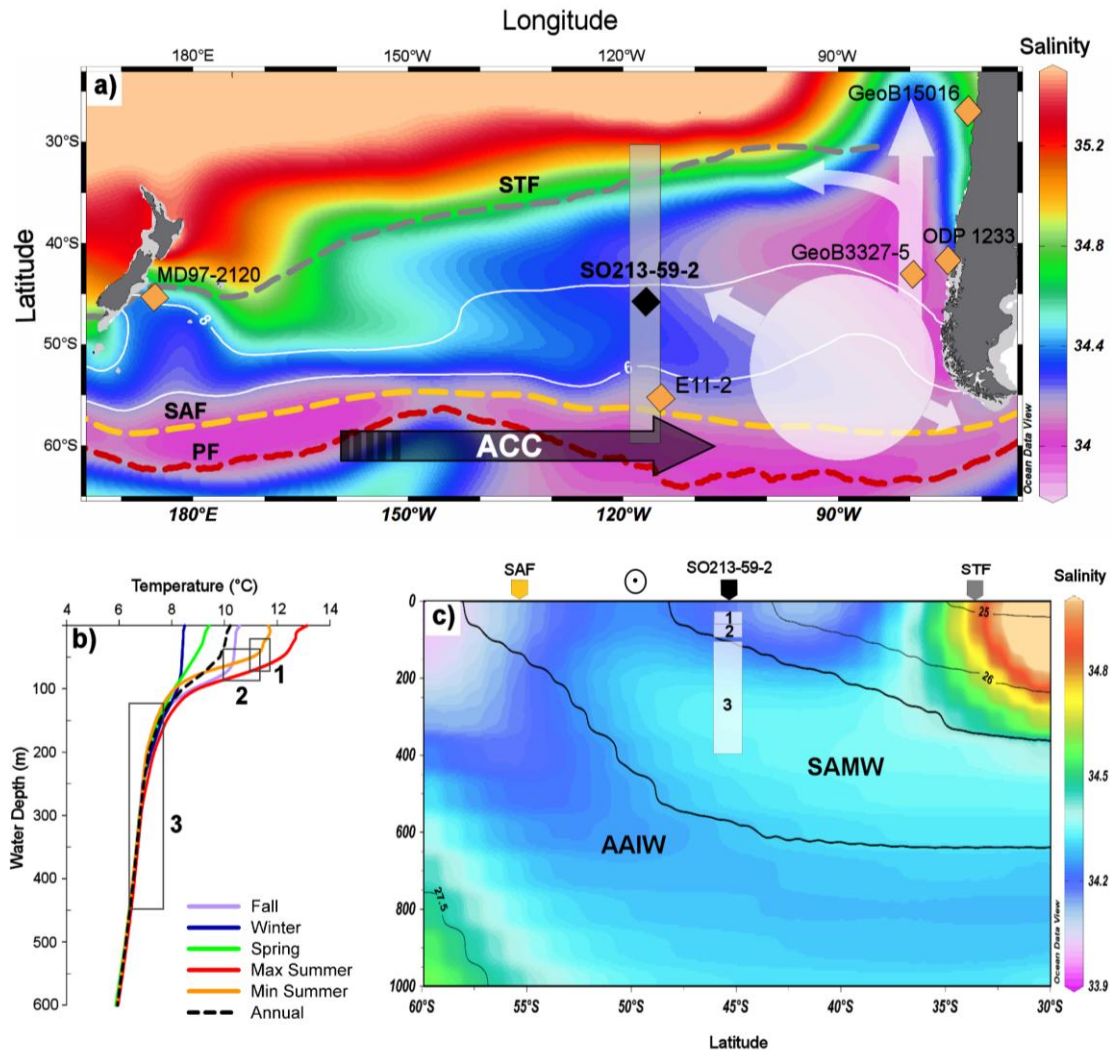 Longitude
180°E 150°W 120°W 90°W
Salinity
a)
GeoB15016
30°S
35.2
STF
Latitude
40°S
34.8
ODP 1233
GeoB3327-5
MD97-2120
SO213-59-2
8
50°S
34.4
6
E11-2
SAF
60°S
PF
ACC
34
Ocean Data View
180°E 150°W 120°W 90°W
Temperature (°C)
4 6 8 10 12 14
b)
1
2
3
0
100
200
300
400
500
600
Water Depth (m)
Fall
Winter
Spring
Max Summer
Min Summer
Annual
SAF
SO213-59-2
STF
Salinity
c)
0
200
400
600
800
1000
1
2
3
25
26
27.5
SAMW
AAIW
34.8
34.5
34.2
33.9
Ocean Data View
60°S 55°S 50°S 45°S 40°S 35°S 30°S
Latitude